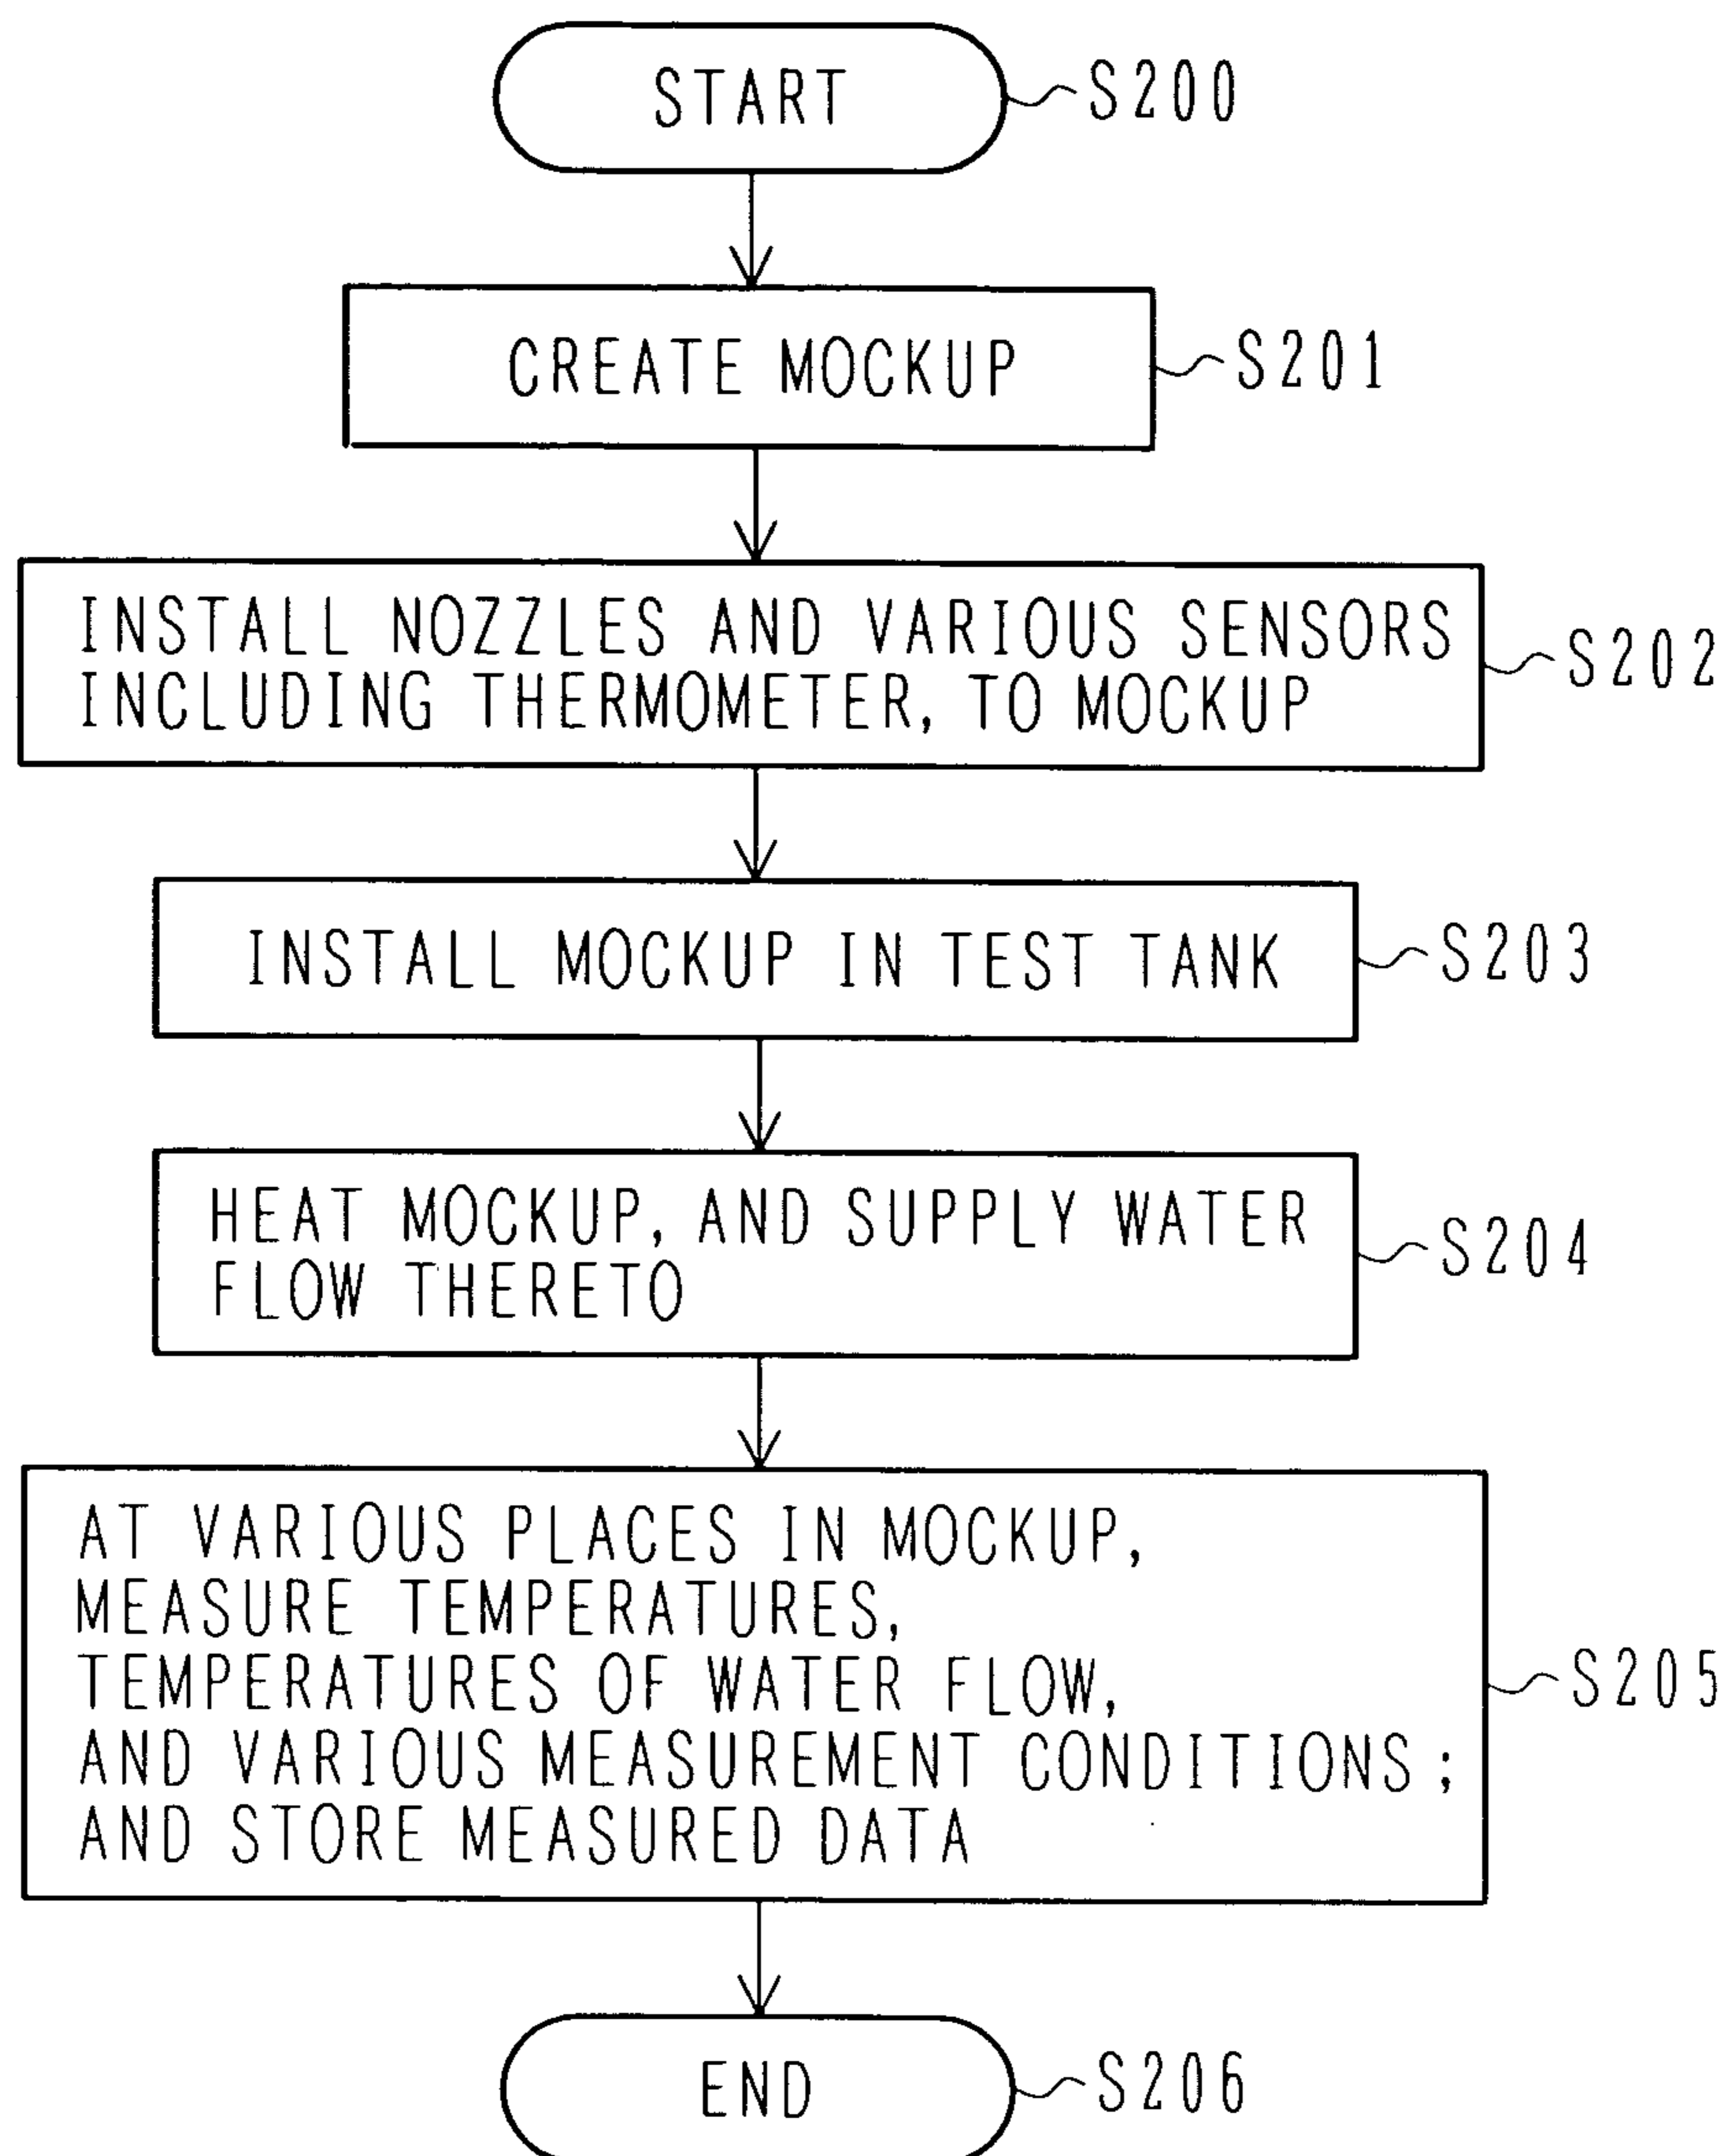 START
S200
CREATE MOCKUP
S201
INSTALL NOZZLES AND VARIOUS SENSORS
INCLUDING THERMOMETER, TO MOCKUP
S202
INSTALL MOCKUP IN TEST TANK
S203
HEAT MOCKUP, AND SUPPLY WATER
FLOW THERETO
S204
AT VARIOUS PLACES IN MOCKUP,
MEASURE TEMPERATURES,
TEMPERATURES OF WATER FLOW,
AND VARIOUS MEASUREMENT CONDITIONS;
AND STORE MEASURED DATA
S205
END
S206